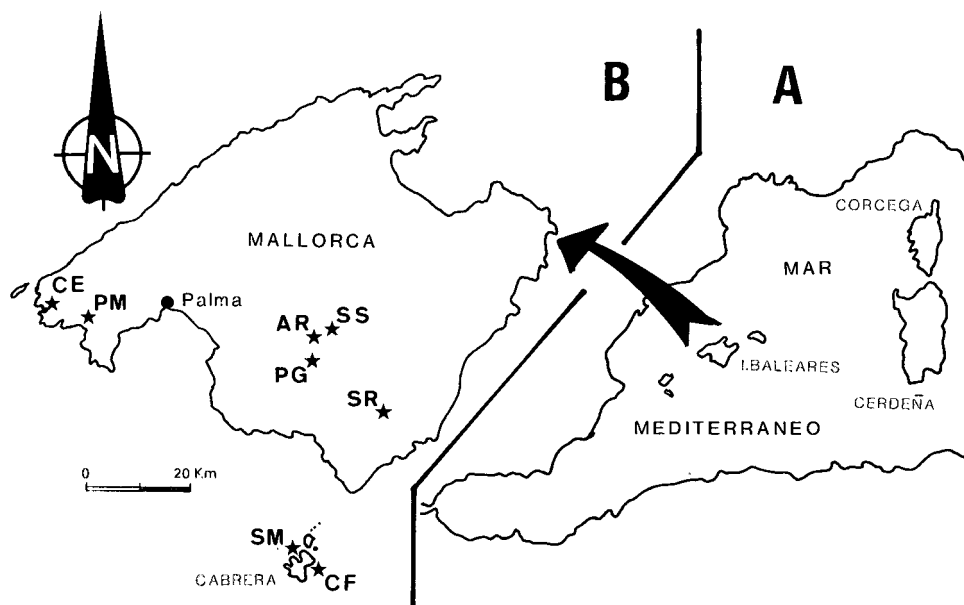 B A
N
CORCEGA
MALLORCA
MAR
CE
PM
Palma
AR SS
PG
I.BALEARES
SR
CERDEÑA
MEDITERRANEO
0 20 Km
SM
CABRERA
CF